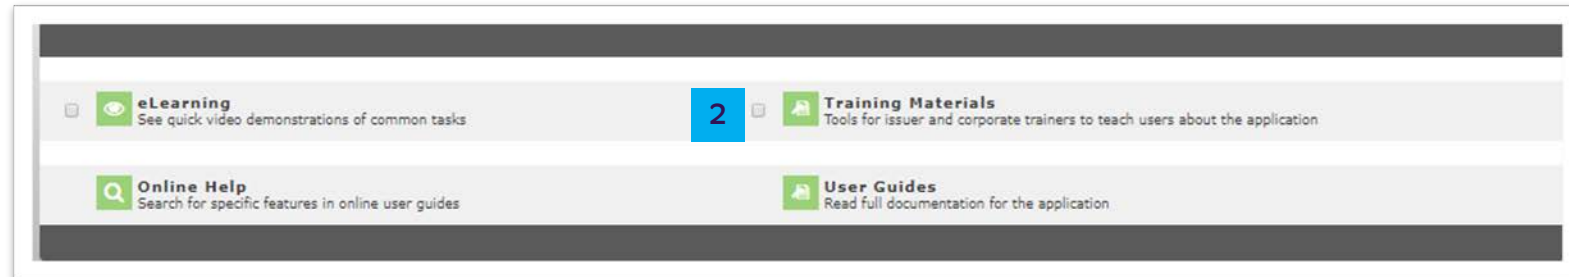 eLearning
See quick video demonstrations of common tasks
2
Training Materials
Tools for issuer and corporate trainers to teach users about the application
Online Help
Search for specific features in online user guides
User Guides
Read full documentation for the application